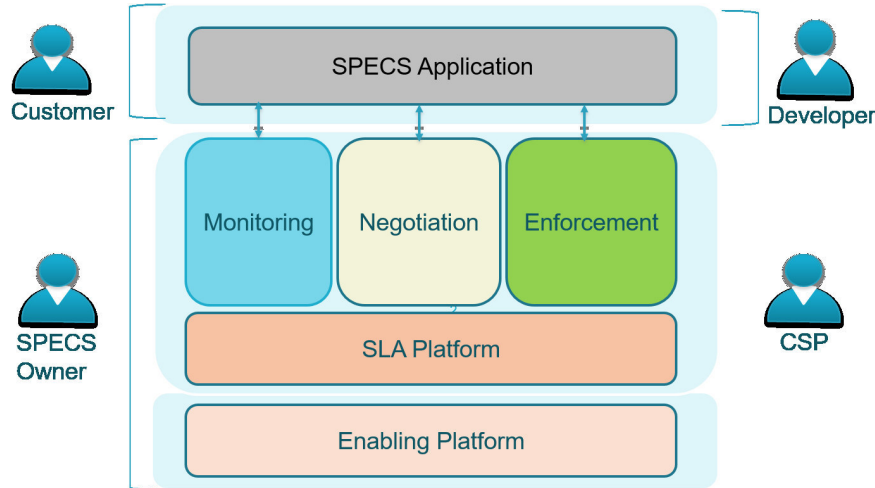 SPECS Application
Customer
Developer
Monitoring
Negotiation
Enforcement
SPECS
Owner
SLA Platform
CSP
Enabling Platform